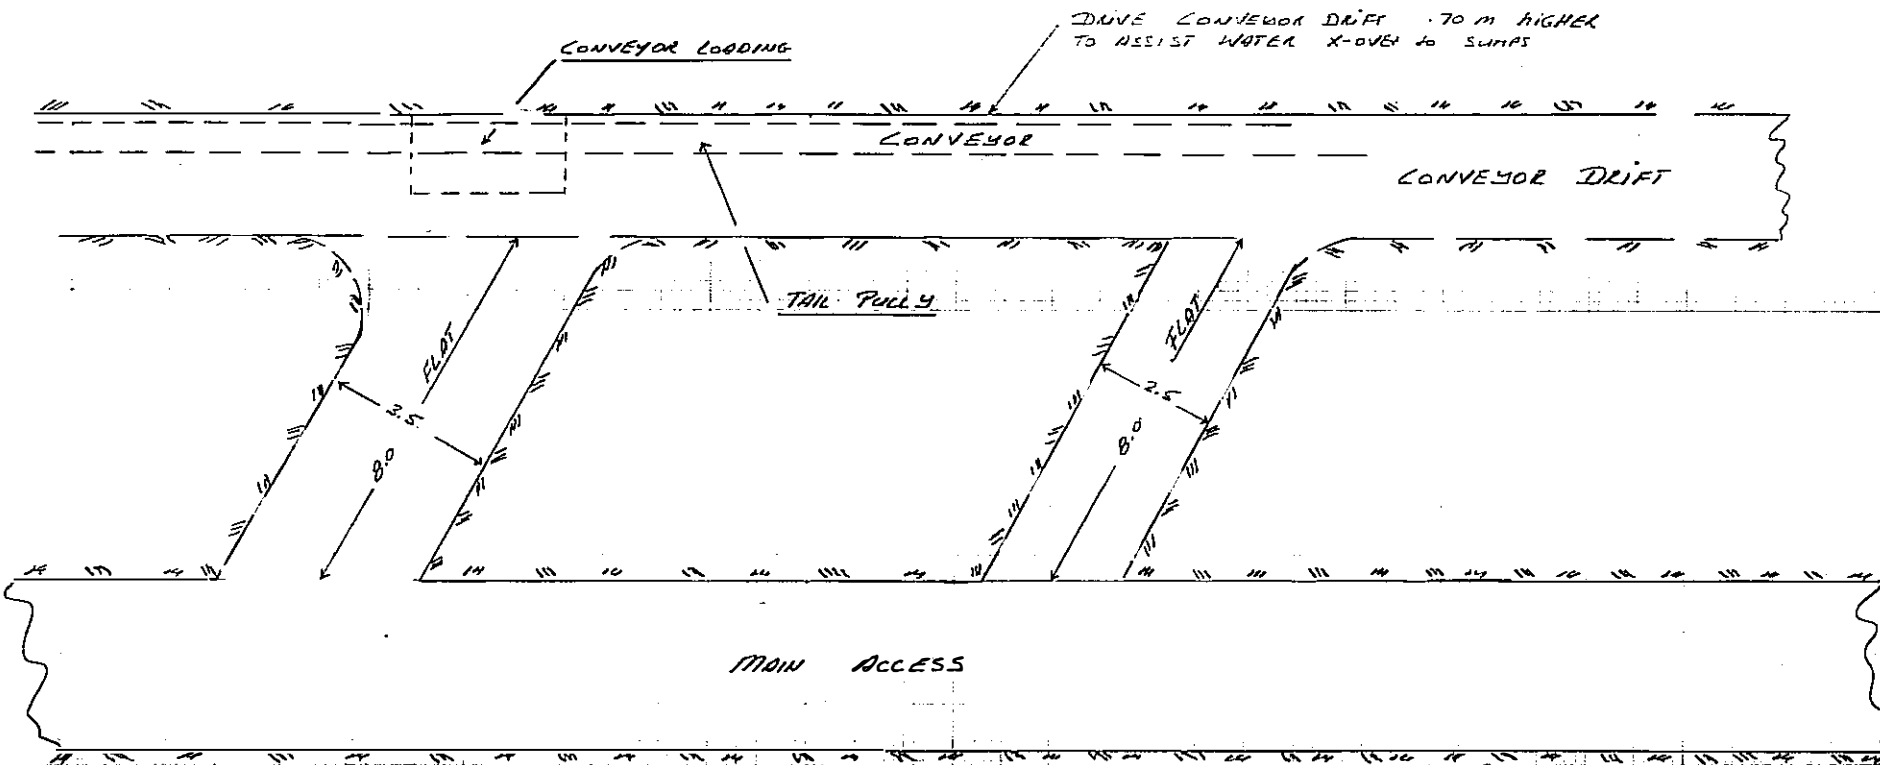 DRIVE CONVEYOR DRIFT .70 m HIGHER
TO ASSIST WATER X-OVER to SUMPS
CONVEYOR LOADING
CONVEYOR
CONVEYOR DRIFT
TAIL PULLY
FLAT
FLAT
3.5
2.5
8.0
8.0
MAIN ACCESS